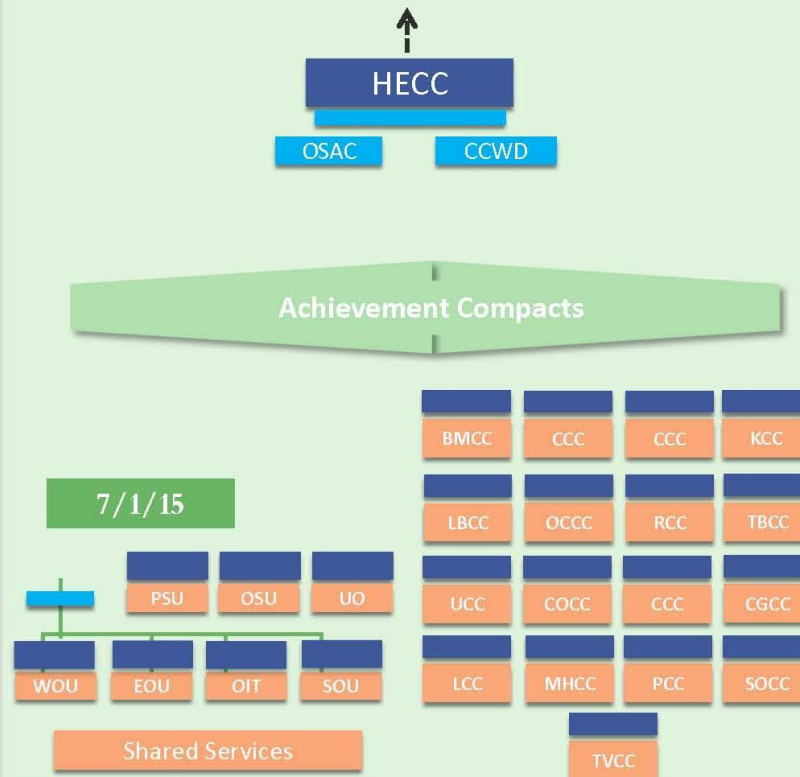 HECC
OSAC CCWD
Achievement Compacts
BMCC CCC CCC KCC
7/1/15
LBCC OCCC RCC TBCC
PSU OSU UO
UCC COCC CCC CGCC
WOU EOU OIT SOU
LCC MHCC PCC SOCC
Shared Services
TVCC